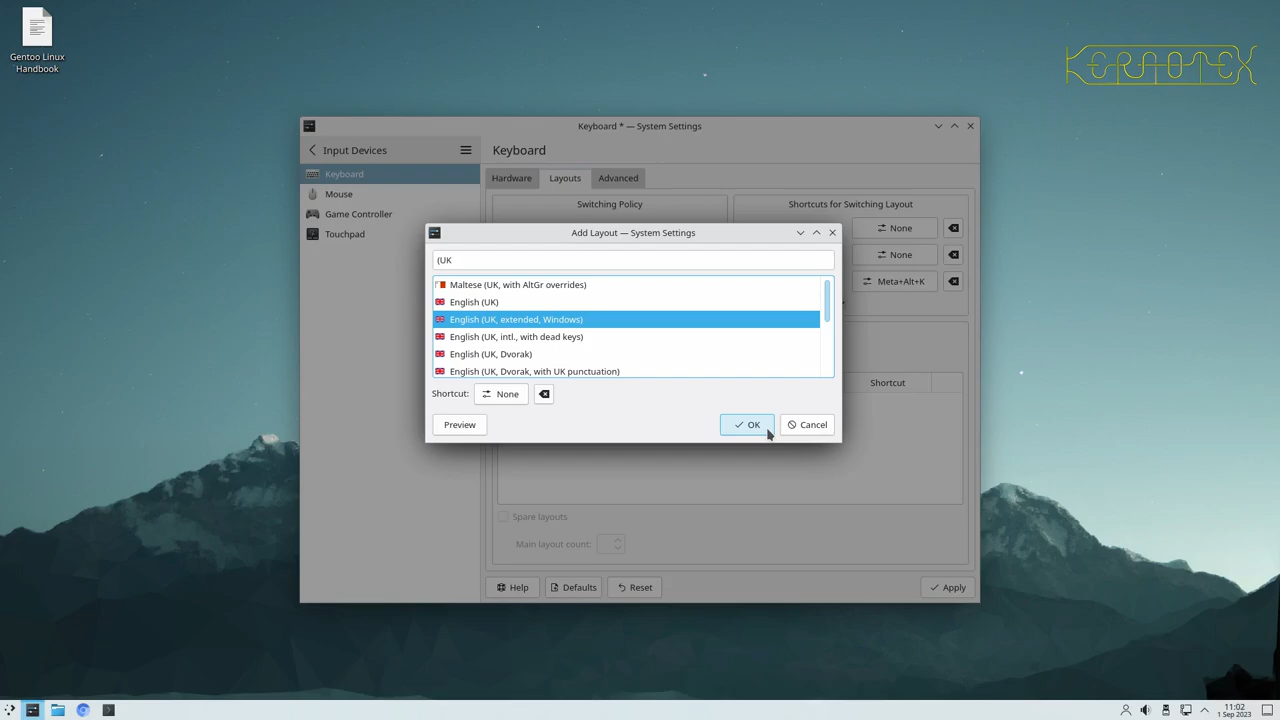 Gentoo Linux
Handbook
KERNOTEX
Keyboard * — System Settings
Input Devices
Keyboard
Keyboard
Mouse
Game Controller
Touchpad
Hardware
Layouts
Advanced
Switching Policy
Shortcuts for Switching Layout
None
None
Meta+Alt+K
Add Layout — System Settings
(UK
Maltese (UK, with AltGr overrides)
English (UK)
English (UK, extended, Windows)
English (UK, intl., with dead keys)
English (UK, Dvorak)
English (UK, Dvorak, with UK punctuation)
Shortcut:
None
Preview
OK
Cancel
Shortcut
Spare layouts
Main layout count:
Help
Defaults
Reset
Apply
11:02
1 Sep 2023